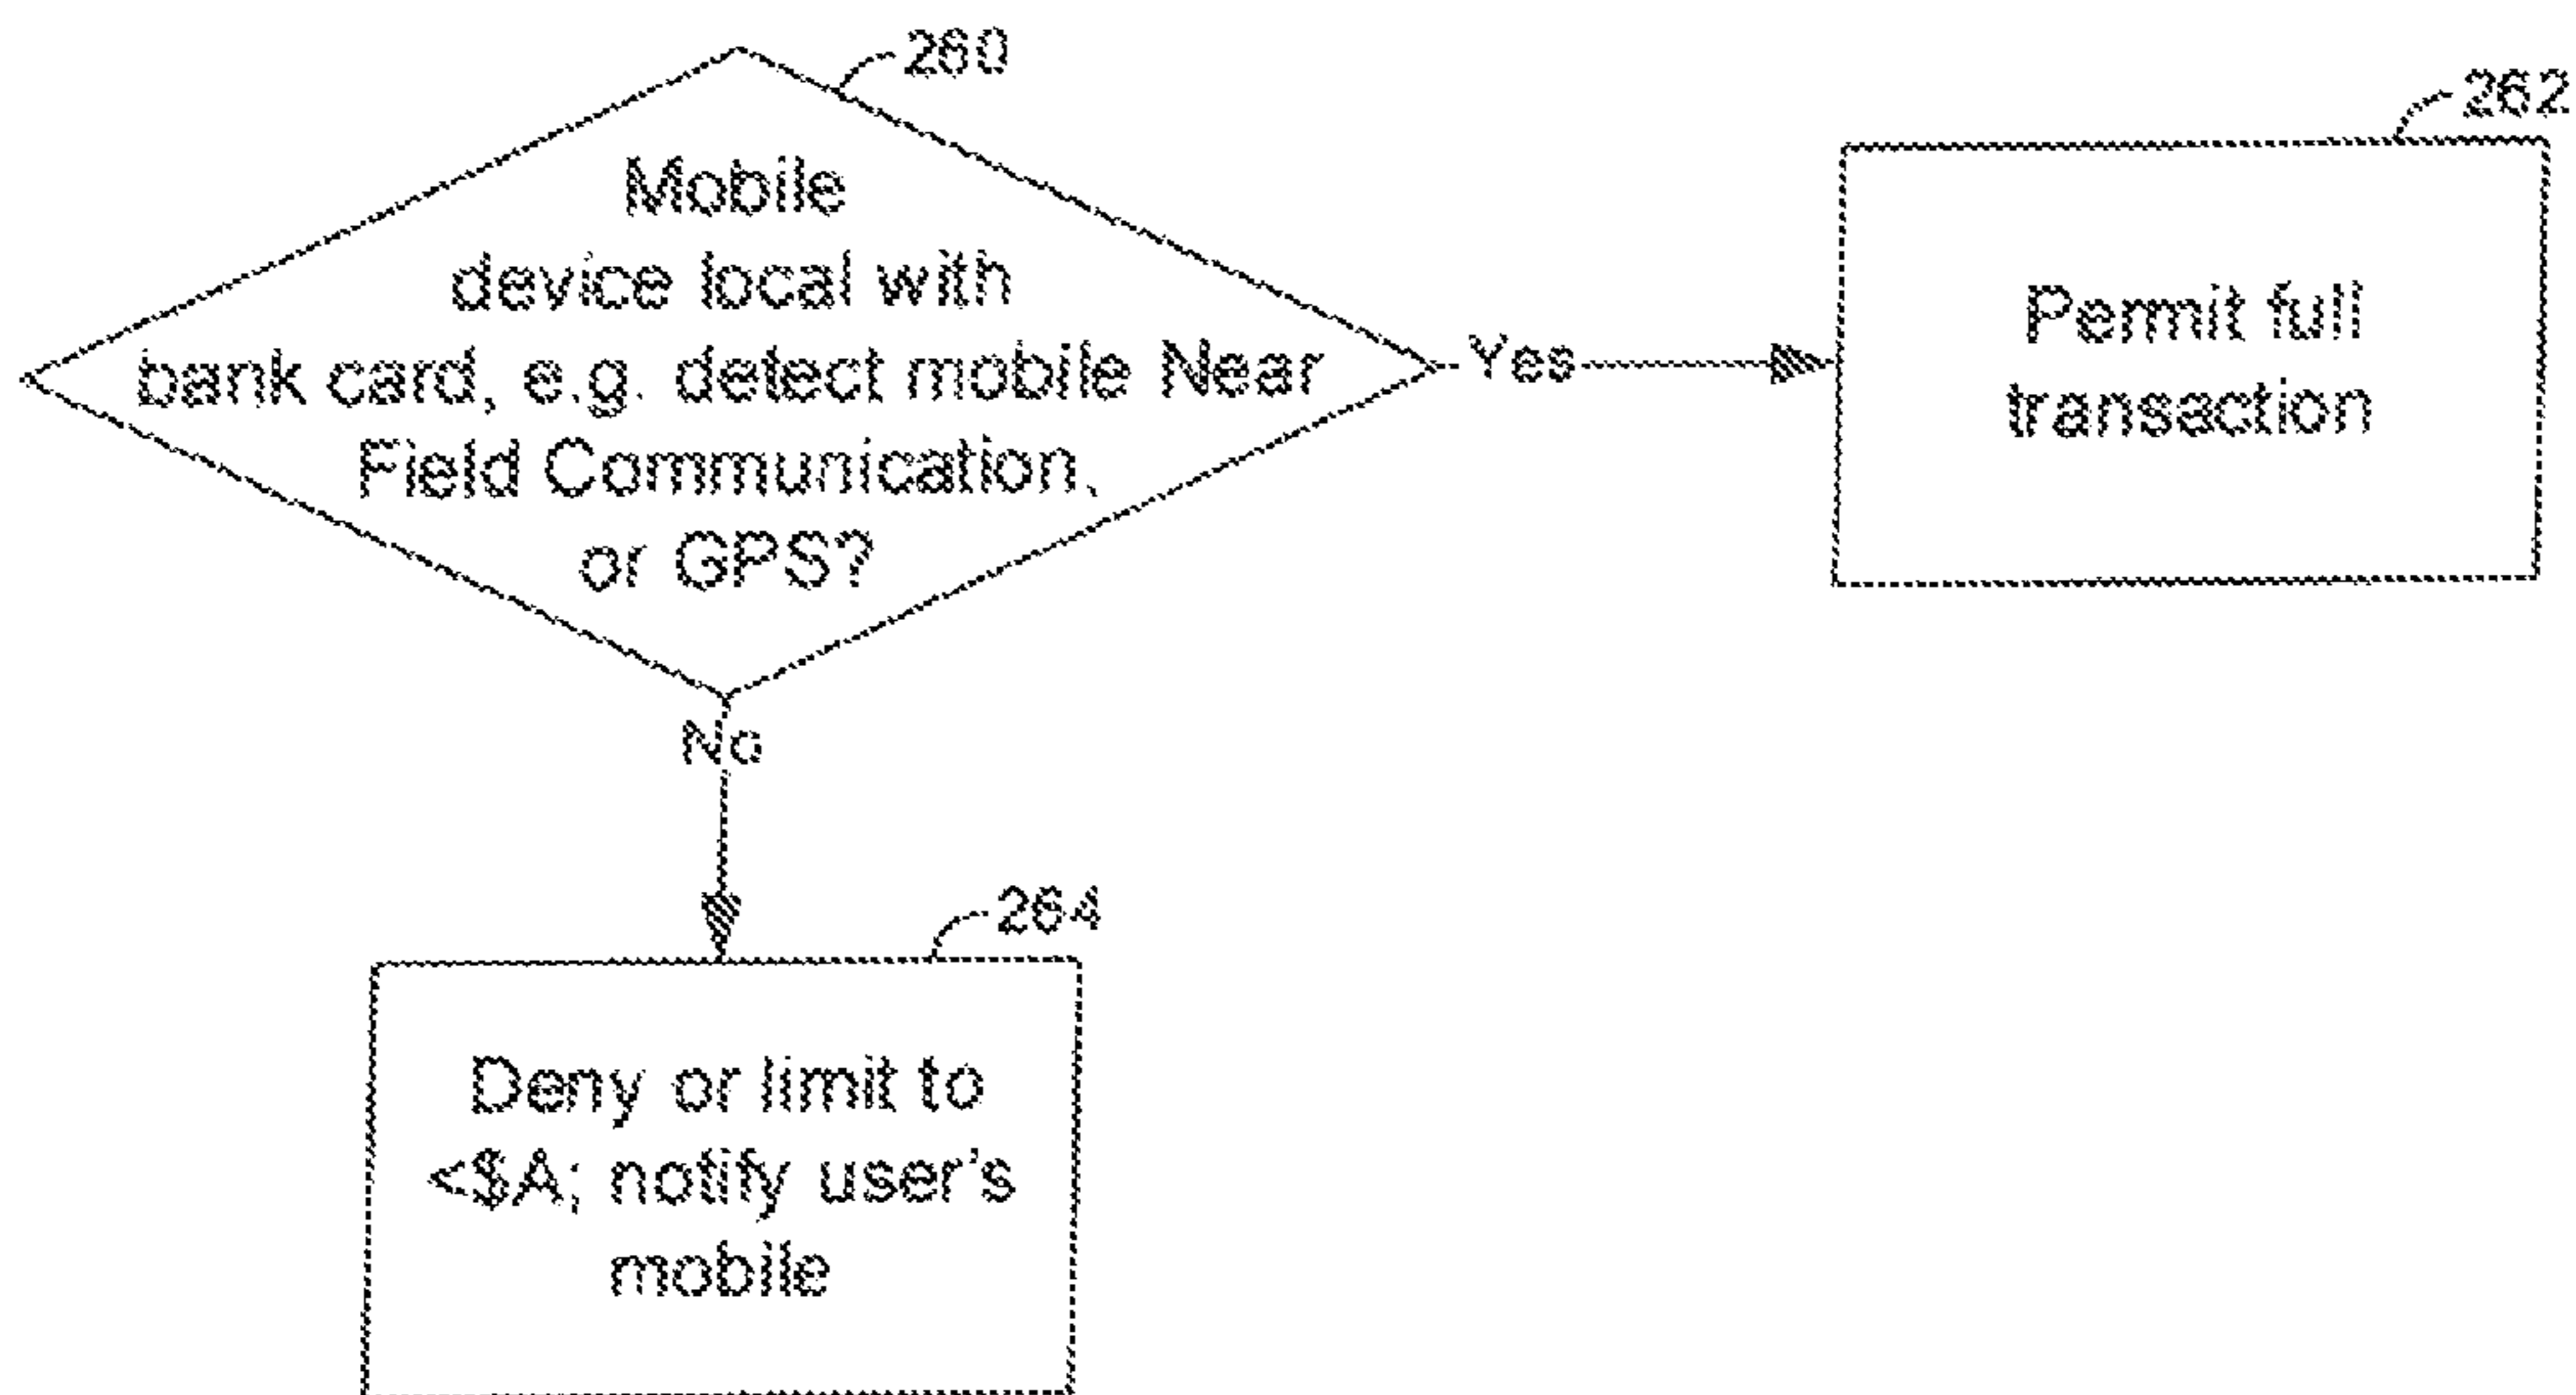 260
Mobile
device local with
bank card, e.g. detect mobile Near
Field Communication,
or GPS?
Yes
262
Permit full
transaction
No
264
Deny or limit to
<$A; notify user's
mobile